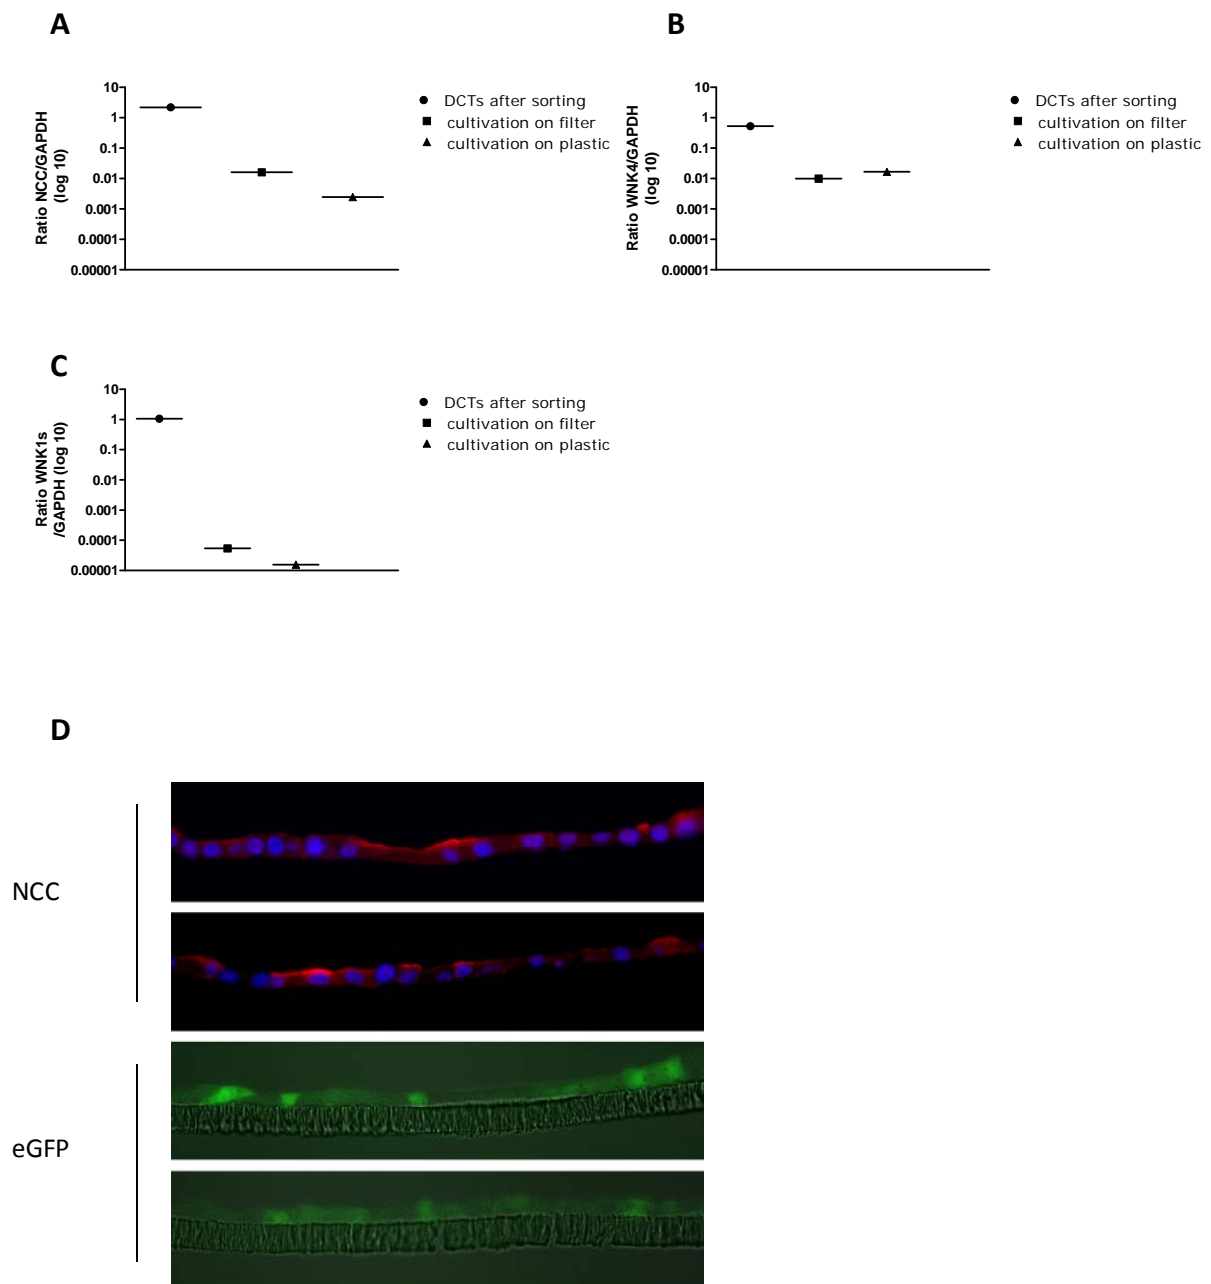 A
Ratio NCC/GAPDH
(log 10)
10
1
0.1
0.01
0.001
0.0001
0.00001
DCTs after sorting
cultivation on filter
cultivation on plastic
B
Ratio WNK4/GAPDH
(log 10)
10
1
0.1
0.01
0.001
0.0001
0.00001
DCTs after sorting
cultivation on filter
cultivation on plastic
C
Ratio WNK1s
/GAPDH (log 10)
10
1
0.1
0.01
0.001
0.0001
0.00001
DCTs after sorting
cultivation on filter
cultivation on plastic
D
NCC
eGFP